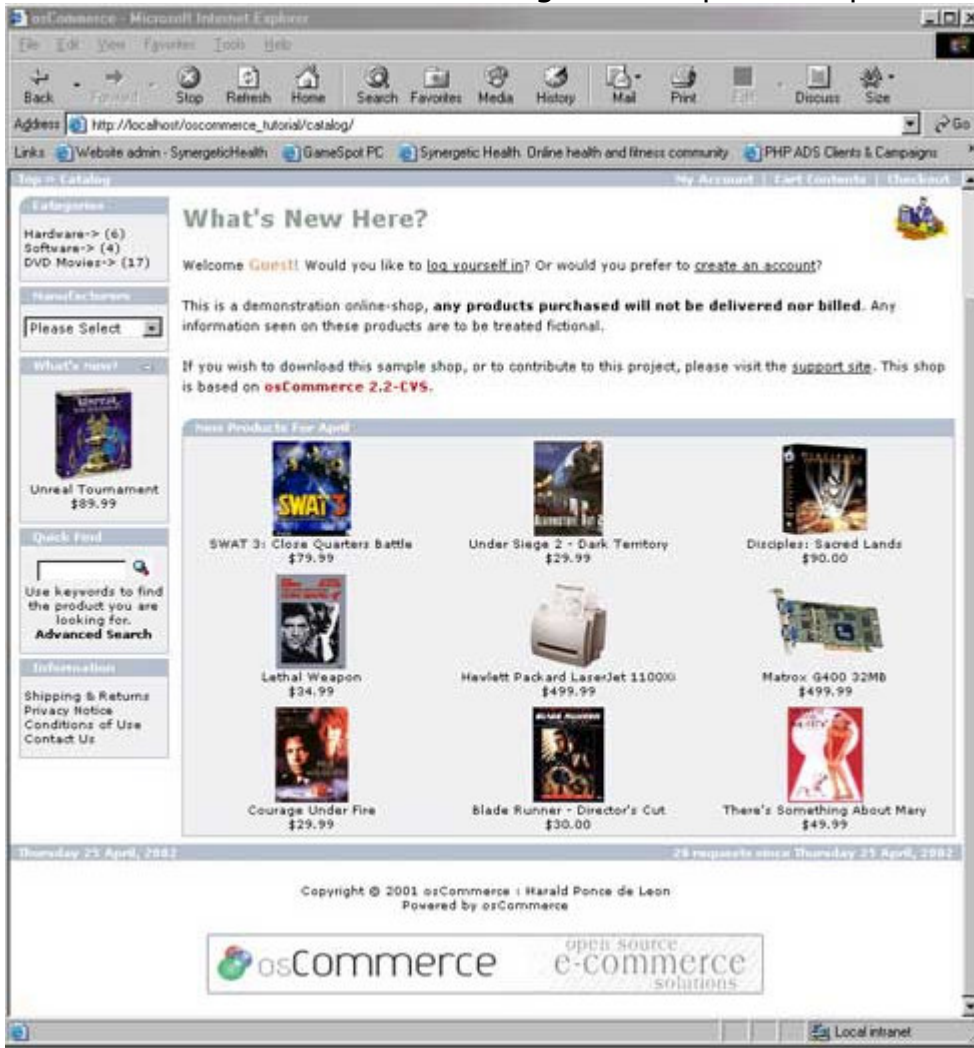 osCommerce - Microsoft Internet Explorer
File Edit View Favorites Tools Help
Back Forward Stop Refresh Home Search Favorites Media History Mail Print Edit Discuss Size
Address http://localhost/oscommerce_tutorial/catalog/ Go
Links Website admin - SynergeticHealth GameSpot PC Synergetic Health. Online health and fitness community PHP ADS Clients & Campaigns
Top » Catalog My Account | Cart Contents | Checkout
Categories
Hardware-> (6)
Software-> (4)
DVD Movies-> (17)
Manufacturers
Please Select
What's new?
Unreal Tournament
$89.99
Quick Find
Use keywords to find
the product you are
looking for.
Advanced Search
Information
Shipping & Returns
Privacy Notice
Conditions of Use
Contact Us
What's New Here?
Welcome Guest! Would you like to log yourself in? Or would you prefer to create an account?
This is a demonstration online-shop, any products purchased will not be delivered nor billed. Any
information seen on these products are to be treated fictional.
If you wish to download this sample shop, or to contribute to this project, please visit the support site. This shop
is based on osCommerce 2.2-CVS.
New Products For April
SWAT 3
SWAT 3: Close Quarters Battle
$79.99
Under Siege 2 - Dark Territory
$29.99
Disciples: Sacred Lands
$90.00
Lethal Weapon
$34.99
Hewlett Packard LaserJet 1100Xi
$499.99
Matrox G400 32MB
$499.99
Courage Under Fire
$29.99
BLADE RUNNER
Blade Runner - Director's Cut
$30.00
There's Something About Mary
$49.99
Thursday 25 April, 2002 28 requests since Thursday 25 April, 2002
Copyright © 2001 osCommerce : Harald Ponce de Leon
Powered by osCommerce
osCommerce
open source
e-commerce
solutions
Local intranet